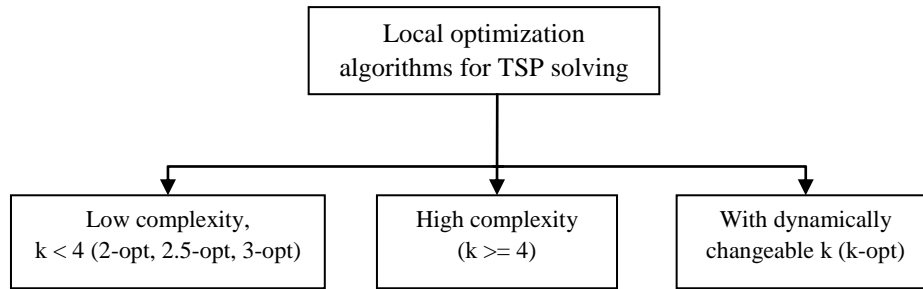 Local optimization
algorithms for TSP solving
Low complexity,
k < 4 (2-opt, 2.5-opt, 3-opt)
High complexity
(k >= 4)
With dynamically
changeable k (k-opt)